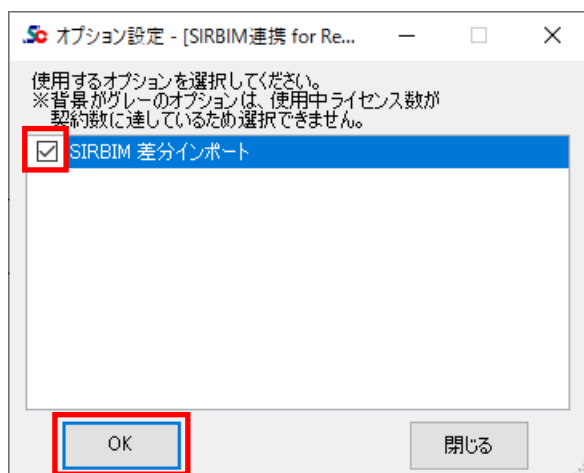 オプション設定 - [SIRBIM連携 for Re...
使用するオプションを選択してください。
※背景がグレーのオプションは、使用中ライセンス数が
契約数に達しているため選択できません。
SIRBIM 差分インポート
OK
閉じる